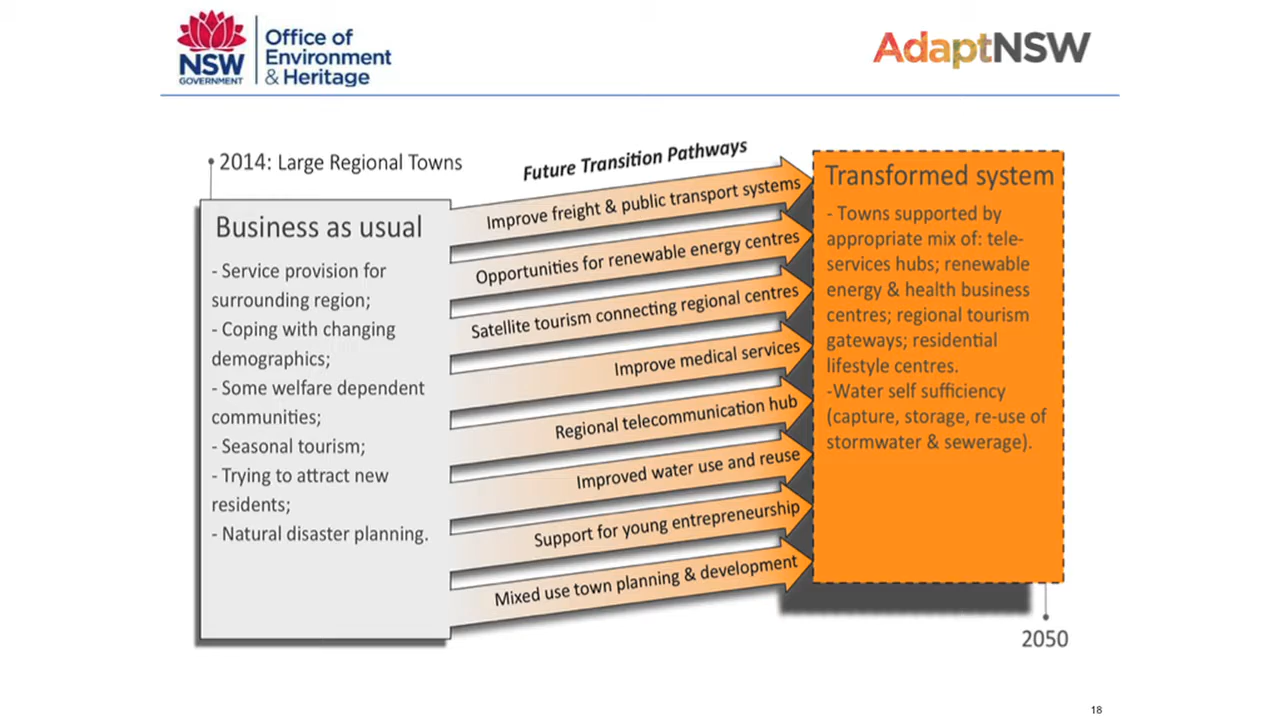 NSW
GOVERNMENT
Office of
Environment
& Heritage
AdaptNSW
2014: Large Regional Towns
Business as usual
- Service provision for
surrounding region;
- Coping with changing
demographics;
- Some welfare dependent
communities;
- Seasonal tourism;
- Trying to attract new
residents;
- Natural disaster planning.
Future Transition Pathways
Improve freight & public transport systems
Opportunities for renewable energy centres
Satellite tourism connecting regional centres
Improve medical services
Regional telecommunication hub
Improved water use and reuse
Support for young entrepreneurship
Mixed use town planning & development
Transformed system
- Towns supported by
appropriate mix of: tele-
services hubs; renewable
energy & health business
centres; regional tourism
gateways; residential
lifestyle centres.
-Water self sufficiency
(capture, storage, re-use of
stormwater & sewerage).
2050
18